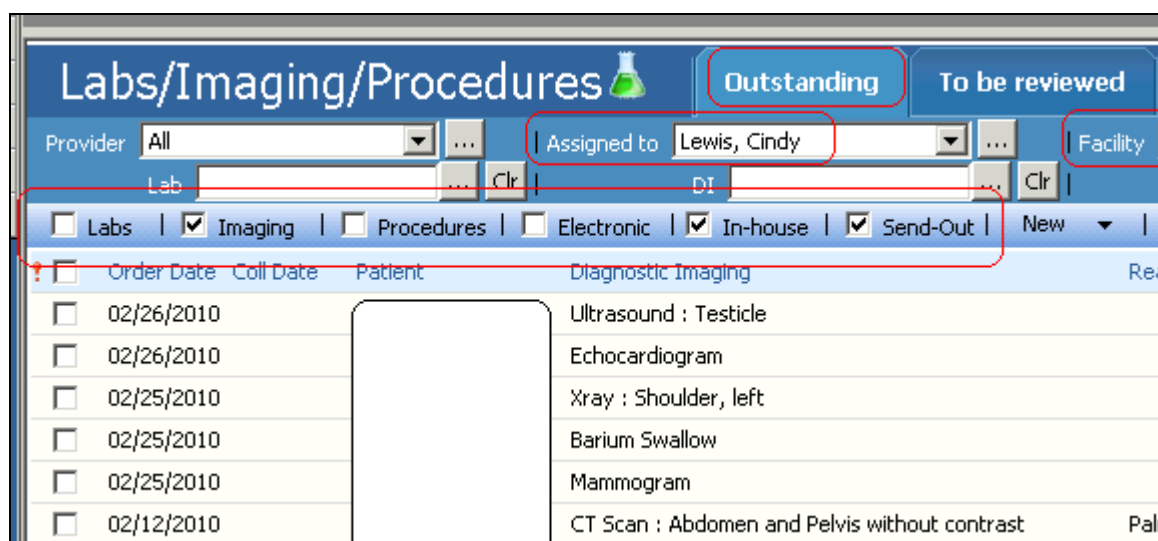 Labs/Imaging/Procedures Outstanding To be reviewed
Provider All ... | Assigned to Lewis, Cindy ... | Facility
Lab ... Clr | DI ... Clr |
Labs | Imaging | Procedures | Electronic | In-house | Send-Out | New |
! Order Date Coll Date Patient Diagnostic Imaging
02/26/2010 Ultrasound : Testicle
02/26/2010 Echocardiogram
02/25/2010 Xray : Shoulder, left
02/25/2010 Barium Swallow
02/25/2010 Mammogram
02/12/2010 CT Scan : Abdomen and Pelvis without contrast